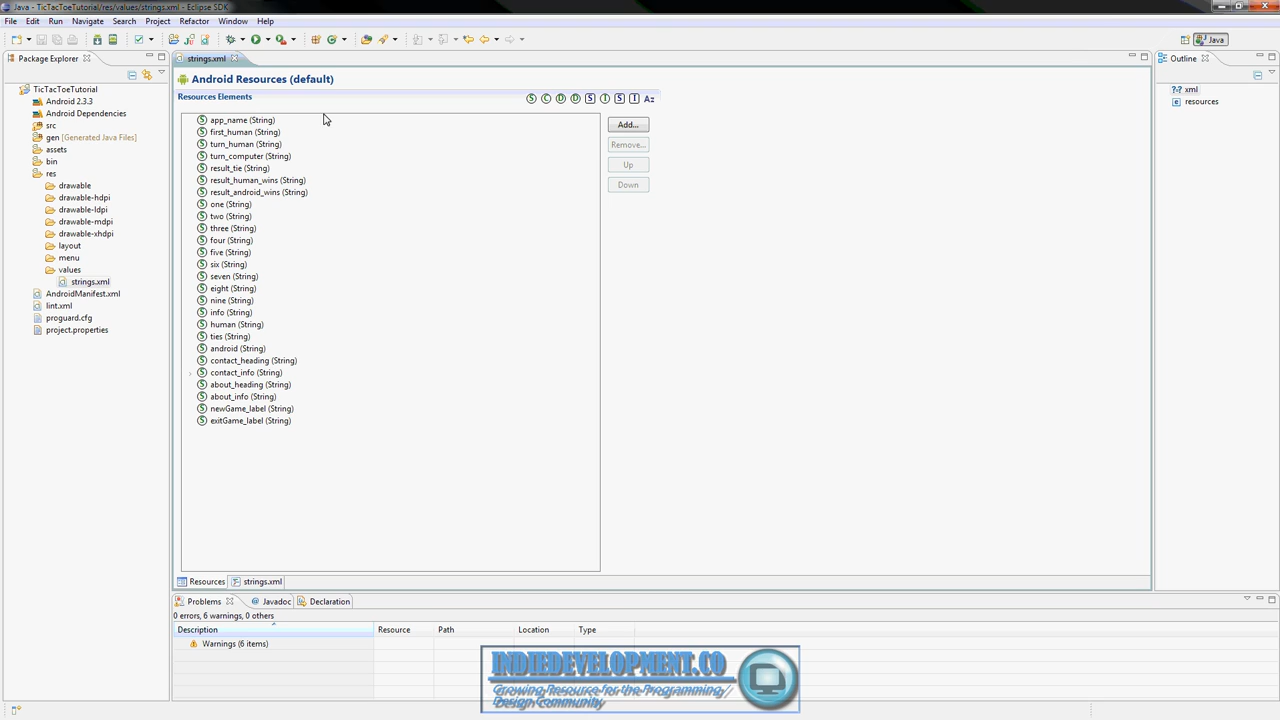 Java - TicTacToeTutorial/res/values/strings.xml - Eclipse SDK
File Edit Run Navigate Search Project Refactor Window Help
Java
Package Explorer
TicTacToeTutorial
Android 2.3.3
Android Dependencies
src
gen [Generated Java Files]
assets
bin
res
drawable
drawable-hdpi
drawable-ldpi
drawable-mdpi
drawable-xhdpi
layout
menu
values
strings.xml
AndroidManifest.xml
lint.xml
proguard.cfg
project.properties
strings.xml
Android Resources (default)
Resources Elements
S C D D S I S I Az
app_name (String)
first_human (String)
turn_human (String)
turn_computer (String)
result_tie (String)
result_human_wins (String)
result_android_wins (String)
one (String)
two (String)
three (String)
four (String)
five (String)
six (String)
seven (String)
eight (String)
nine (String)
info (String)
human (String)
ties (String)
android (String)
contact_heading (String)
contact_info (String)
about_heading (String)
about_info (String)
newGame_label (String)
exitGame_label (String)
Add...
Remove...
Up
Down
Resources strings.xml
Outline
xml
resources
Problems Javadoc Declaration
0 errors, 6 warnings, 0 others
Description Resource Path Location Type
Warnings (6 items)
INDIEDEVELOPMENT.CO
Growing Resource for the Programming/
Design Community